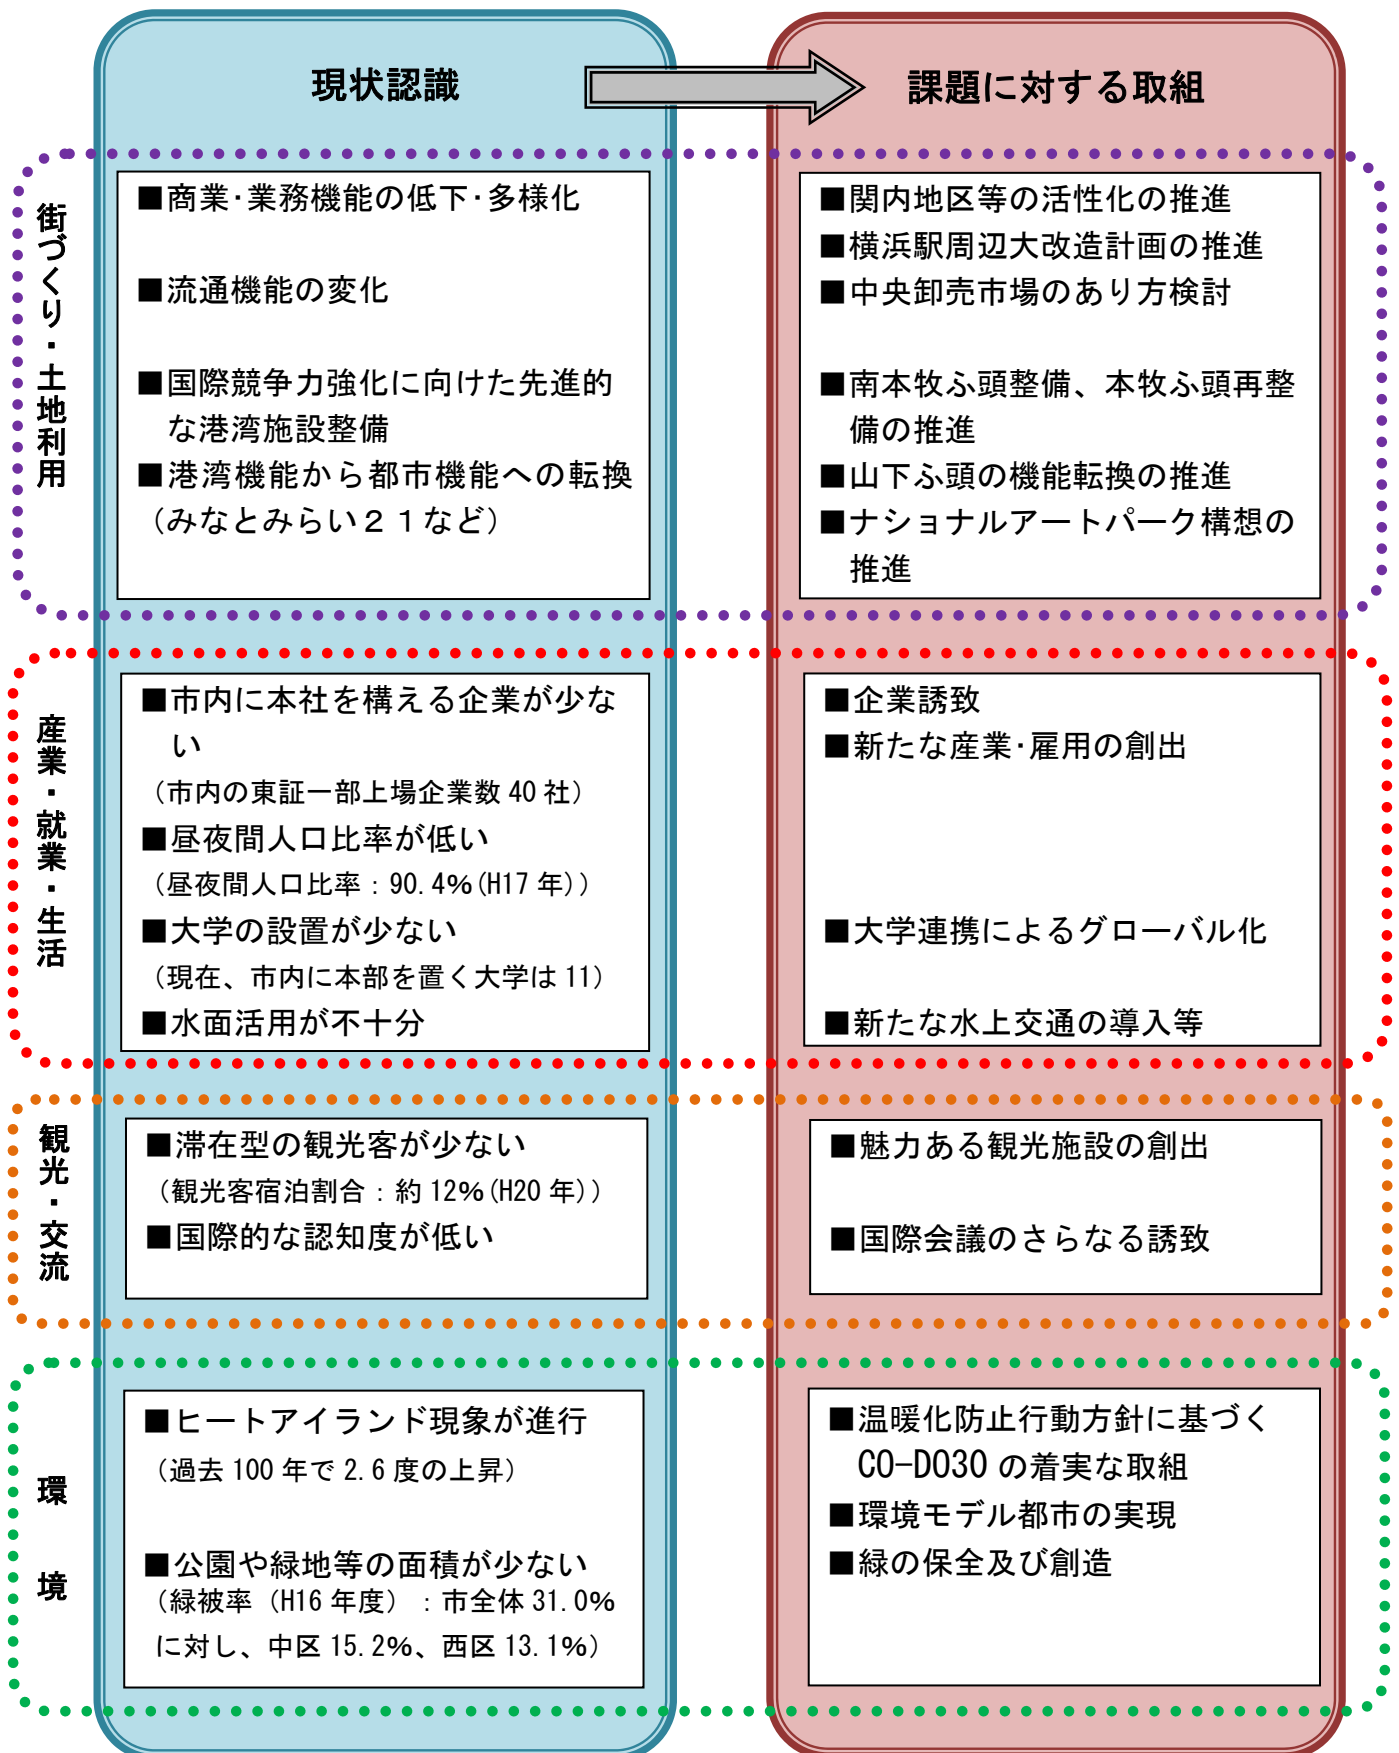 現状認識
課題に対する取組
街づくり・土地利用
■商業・業務機能の低下・多様化
■流通機能の変化
■国際競争力強化に向けた先進的
な港湾施設整備
■港湾機能から都市機能への転換
（みなとみらい２１など）
■関内地区等の活性化の推進
■横浜駅周辺大改造計画の推進
■中央卸売市場のあり方検討
■南本牧ふ頭整備、本牧ふ頭再整
備の推進
■山下ふ頭の機能転換の推進
■ナショナルアートパーク構想の
推進
産業・就業・生活
■市内に本社を構える企業が少な
い
（市内の東証一部上場企業数 40 社）
■昼夜間人口比率が低い
（昼夜間人口比率：90.4%(H17 年)）
■大学の設置が少ない
（現在、市内に本部を置く大学は 11）
■水面活用が不十分
■企業誘致
■新たな産業・雇用の創出
■大学連携によるグローバル化
■新たな水上交通の導入等
観光・交流
■滞在型の観光客が少ない
（観光客宿泊割合：約 12%(H20 年)）
■国際的な認知度が低い
■魅力ある観光施設の創出
■国際会議のさらなる誘致
環境
■ヒートアイランド現象が進行
（過去 100 年で 2.6 度の上昇）
■公園や緑地等の面積が少ない
（緑被率（H16 年度）：市全体 31.0%
に対し、中区 15.2%、西区 13.1%）
■温暖化防止行動方針に基づく
CO-DO30 の着実な取組
■環境モデル都市の実現
■緑の保全及び創造